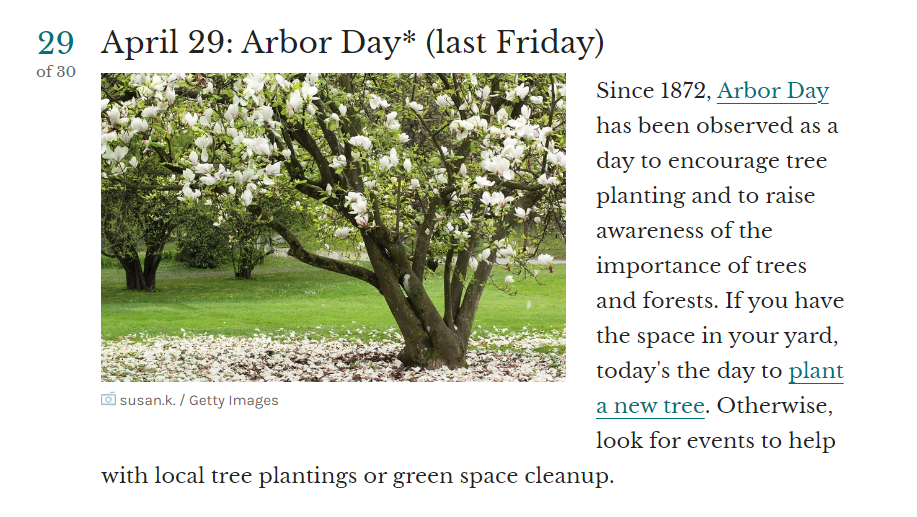 29
of 30
April 29: Arbor Day* (last Friday)
Since 1872, Arbor Day
has been observed as a
day to encourage tree
planting and to raise
awareness of the
importance of trees
and forests. If you have
the space in your yard,
today's the day to plant
a new tree. Otherwise,
look for events to help
with local tree plantings or green space cleanup.
susan.k. / Getty Images